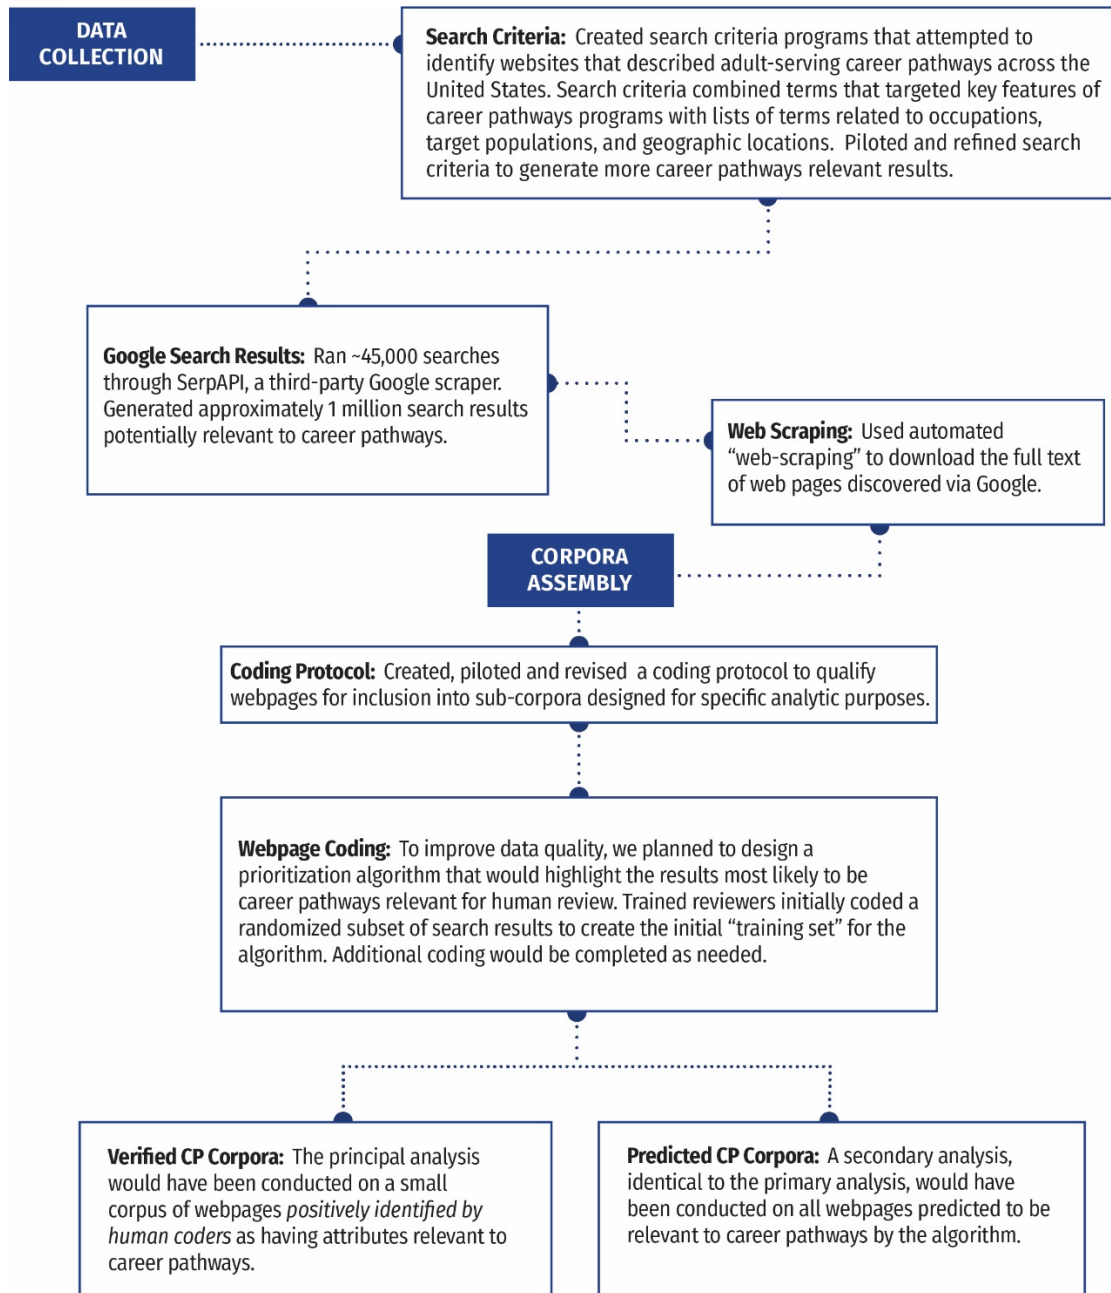 DATA
COLLECTION
Search Criteria: Created search criteria programs that attempted to
identify websites that described adult-serving career pathways across the
United States. Search criteria combined terms that targeted key features of
career pathways programs with lists of terms related to occupations,
target populations, and geographic locations. Piloted and refined search
criteria to generate more career pathways relevant results.
Google Search Results: Ran ~45,000 searches
through SerpAPI, a third-party Google scraper.
Generated approximately 1 million search results
potentially relevant to career pathways.
Web Scraping: Used automated
“web-scraping” to download the full text
of web pages discovered via Google.
CORPORA
ASSEMBLY
Coding Protocol: Created, piloted and revised a coding protocol to qualify
webpages for inclusion into sub-corpora designed for specific analytic purposes.
Webpage Coding: To improve data quality, we planned to design a
prioritization algorithm that would highlight the results most likely to be
career pathways relevant for human review. Trained reviewers initially coded a
randomized subset of search results to create the initial “training set” for the
algorithm. Additional coding would be completed as needed.
Verified CP Corpora: The principal analysis
would have been conducted on a small
corpus of webpages positively identified by
human coders as having attributes relevant to
career pathways.
Predicted CP Corpora: A secondary analysis,
identical to the primary analysis, would have
been conducted on all webpages predicted to be
relevant to career pathways by the algorithm.